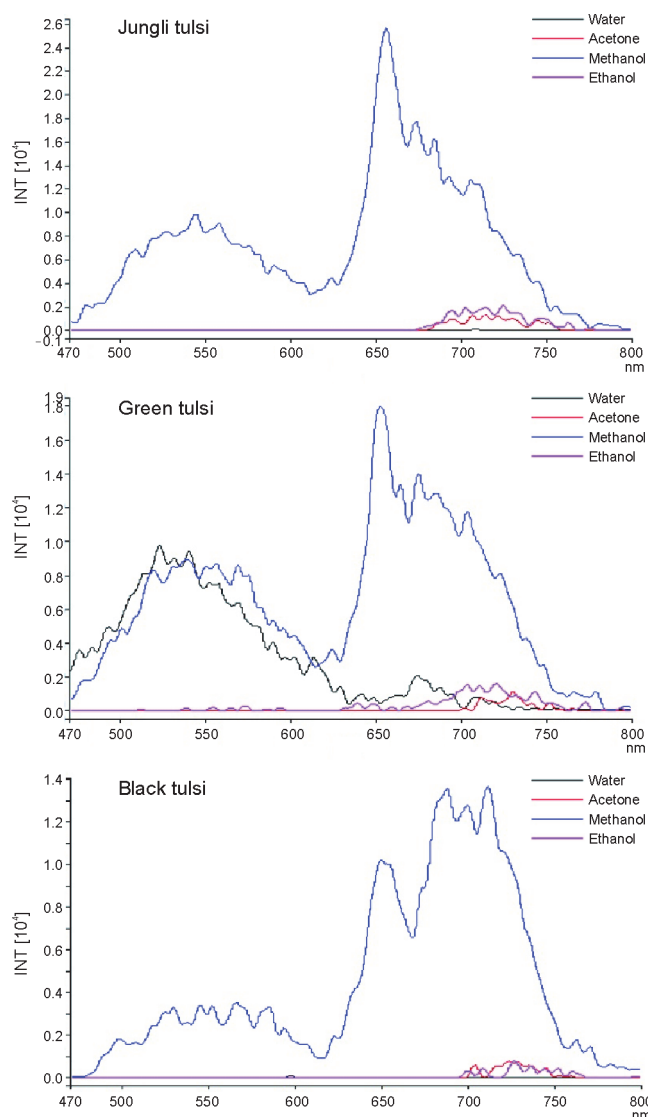 Jungli tulsi
Water
Acetone
Methanol
Ethanol
INT [10⁴]
2.6
2.4
2.2
2.0
1.8
1.6
1.4
1.2
1.0
0.8
0.6
0.4
0.2
0.0
−0.1
470 500 550 600 650 700 750 800
nm
Green tulsi
Water
Acetone
Methanol
Ethanol
INT [10⁴]
1.9
1.8
1.6
1.4
1.2
1.0
0.8
0.6
0.4
0.2
0.0
470 500 550 600 650 700 750 800
nm
Black tulsi
Water
Acetone
Methanol
Ethanol
INT [10⁴]
1.4
1.2
1.0
0.8
0.6
0.4
0.2
0.0
470 500 550 600 650 700 750 800
nm